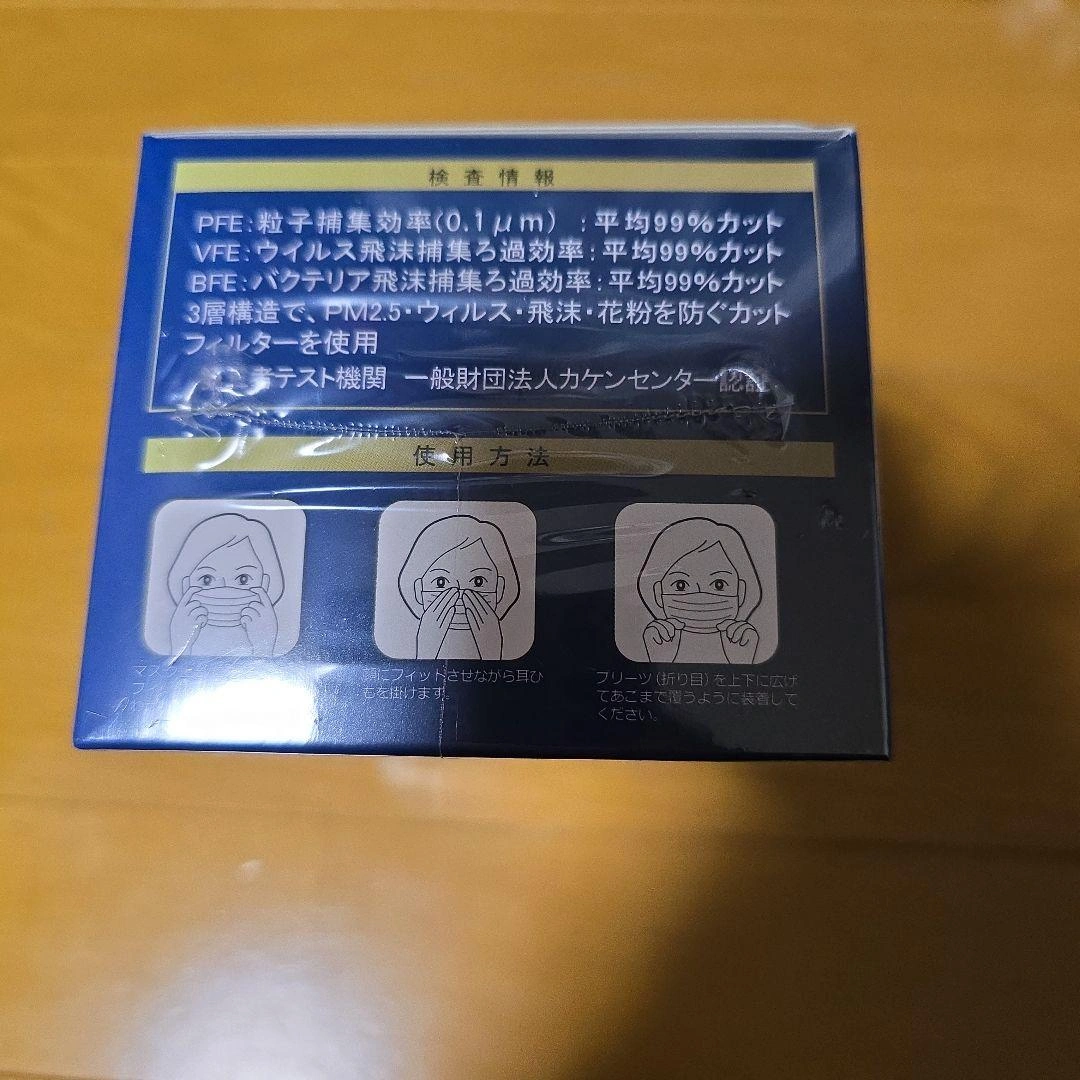 検査情報
PFE:粒子捕集効率(0.1μm) :平均99%カット
VFE:ウイルス飛沫捕集ろ過効率:平均99%カット
BFE:バクテリア飛沫捕集ろ過効率:平均99%カット
3層構造で、PM2.5・ウィルス・飛沫・花粉を防ぐカット
フィルターを使用
者テスト機関 一般財団法人カケンセンター 認証
使用方法
にフィットさせながら耳ひ
もを掛けます。
プリーツ(折り目)を上下に広げ
てあごまで覆うように装着して
ください。